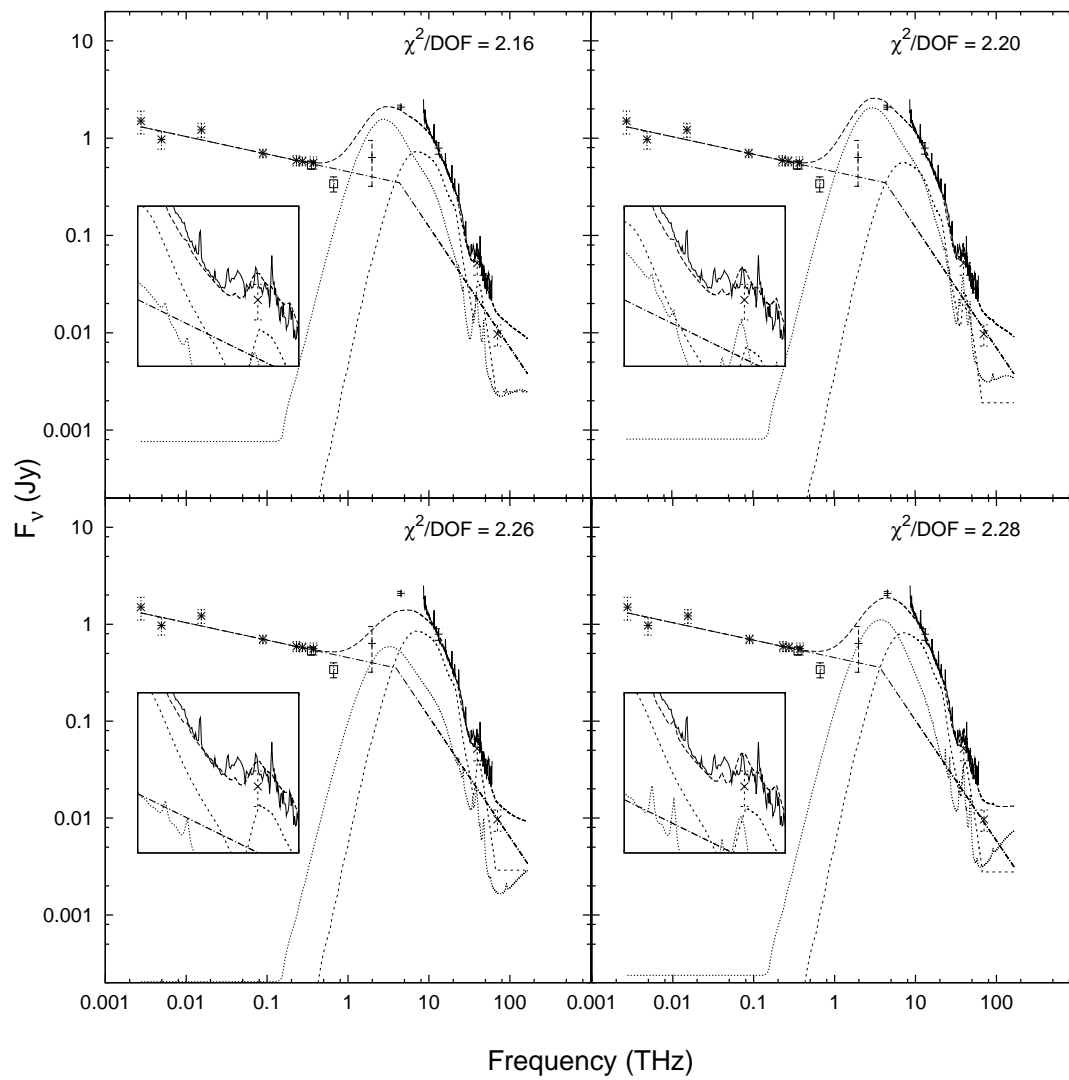 χ²/DOF = 2.16
χ²/DOF = 2.20
10
1
0.1
0.01
0.001
χ²/DOF = 2.26
χ²/DOF = 2.28
10
1
0.1
0.01
0.001
F_ν (Jy)
0.001 0.01 0.1 1 10 100
0.001 0.01 0.1 1 10 100
Frequency (THz)